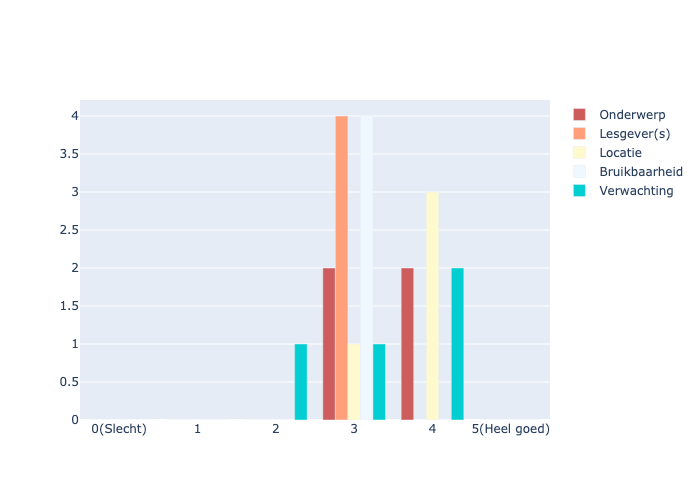 4
3.5
3
2.5
2
1.5
1
0.5
0
0(Slecht) 1 2 3 4 5(Heel goed)
Onderwerp
Lesgever(s)
Locatie
Bruikbaarheid
Verwachting